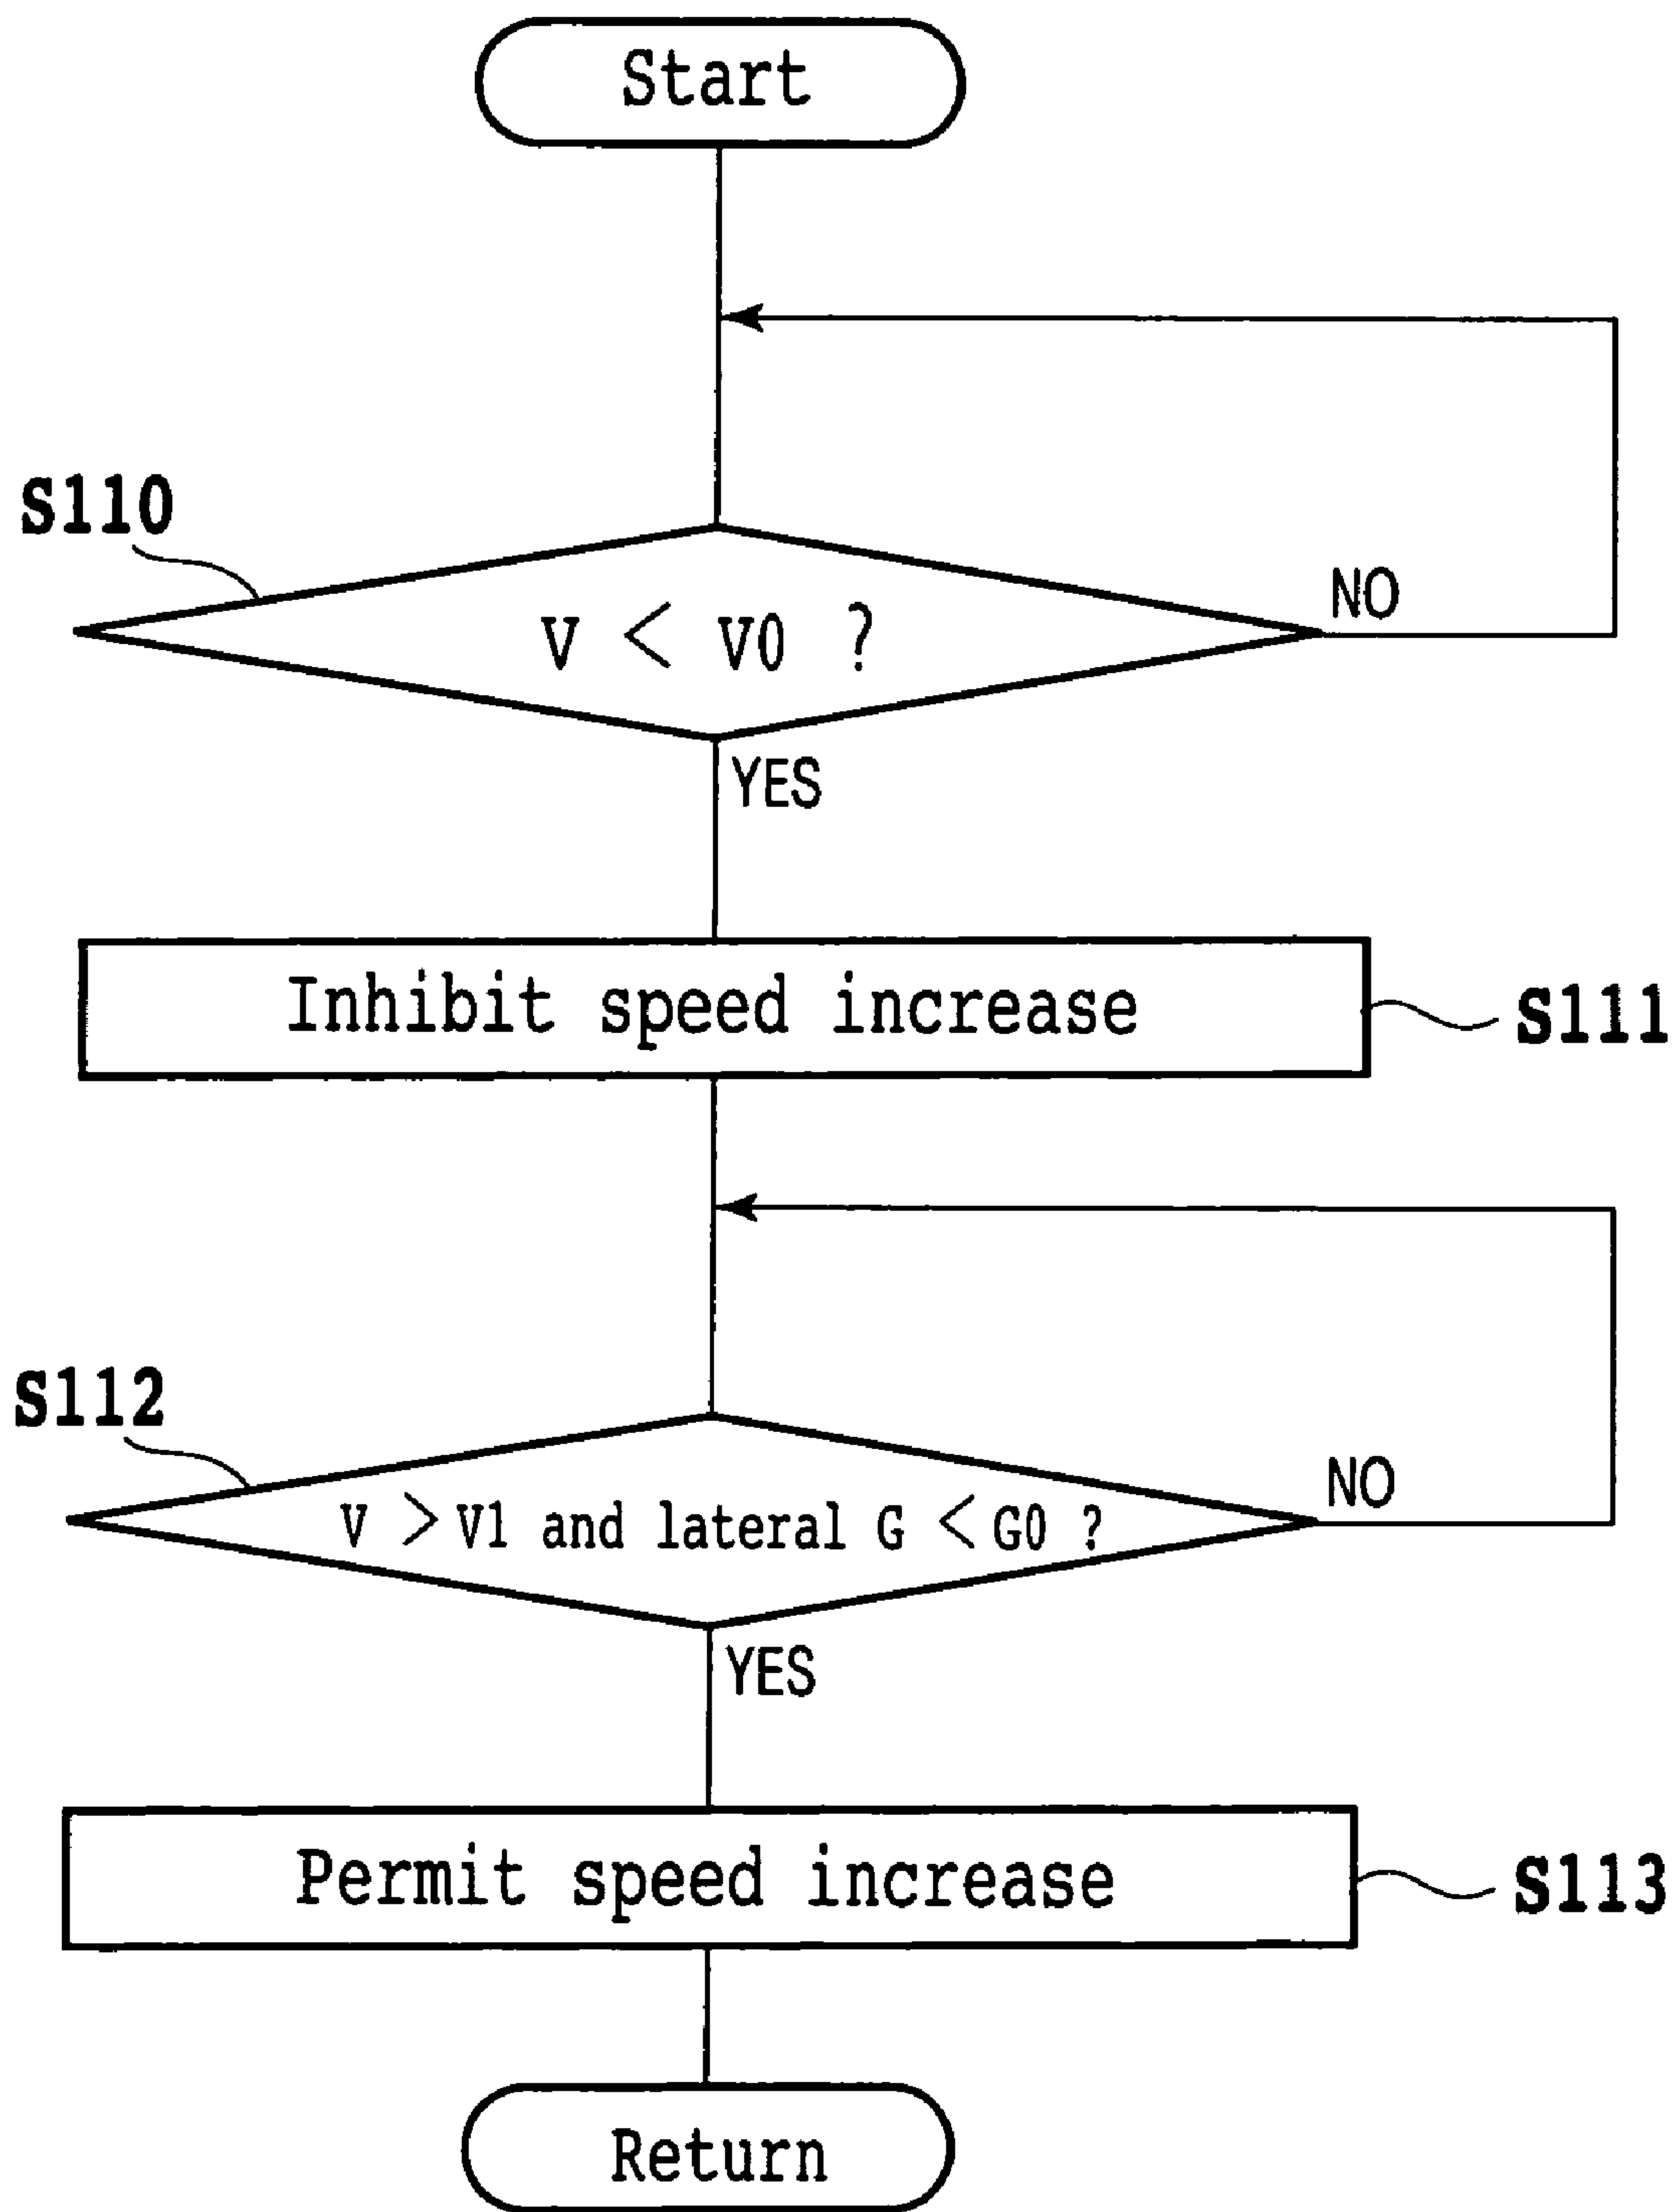 Start
S110
V < V0 ?
NO
YES
Inhibit speed increase
S111
S112
V > V1 and lateral G < G0 ?
NO
YES
Permit speed increase
S113
Return